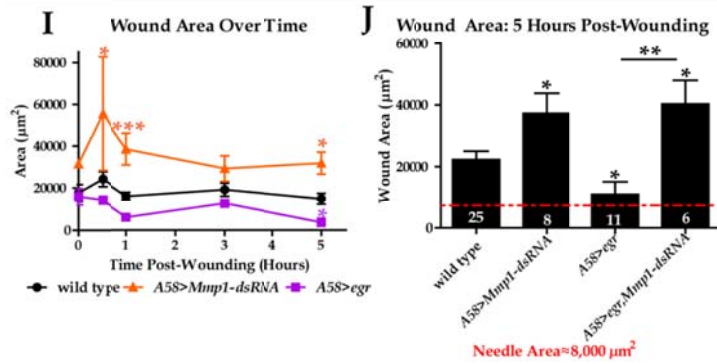 I
Wound Area Over Time
Area (µm²)
80000
60000
40000
20000
0
*
***
*
*
0
1
3
5
Time Post-Wounding (Hours)
wild type
A58>Mmp1-dsRNA
A58>egr
J
Wound Area: 5 Hours Post-Wounding
Wound Area (µm²)
60000
40000
20000
0
*
*
**
*
25
8
11
6
wild type
A58>Mmp1-dsRNA
A58>egr
A58>egr,Mmp1-dsRNA
Needle Area≈8,000 µm²